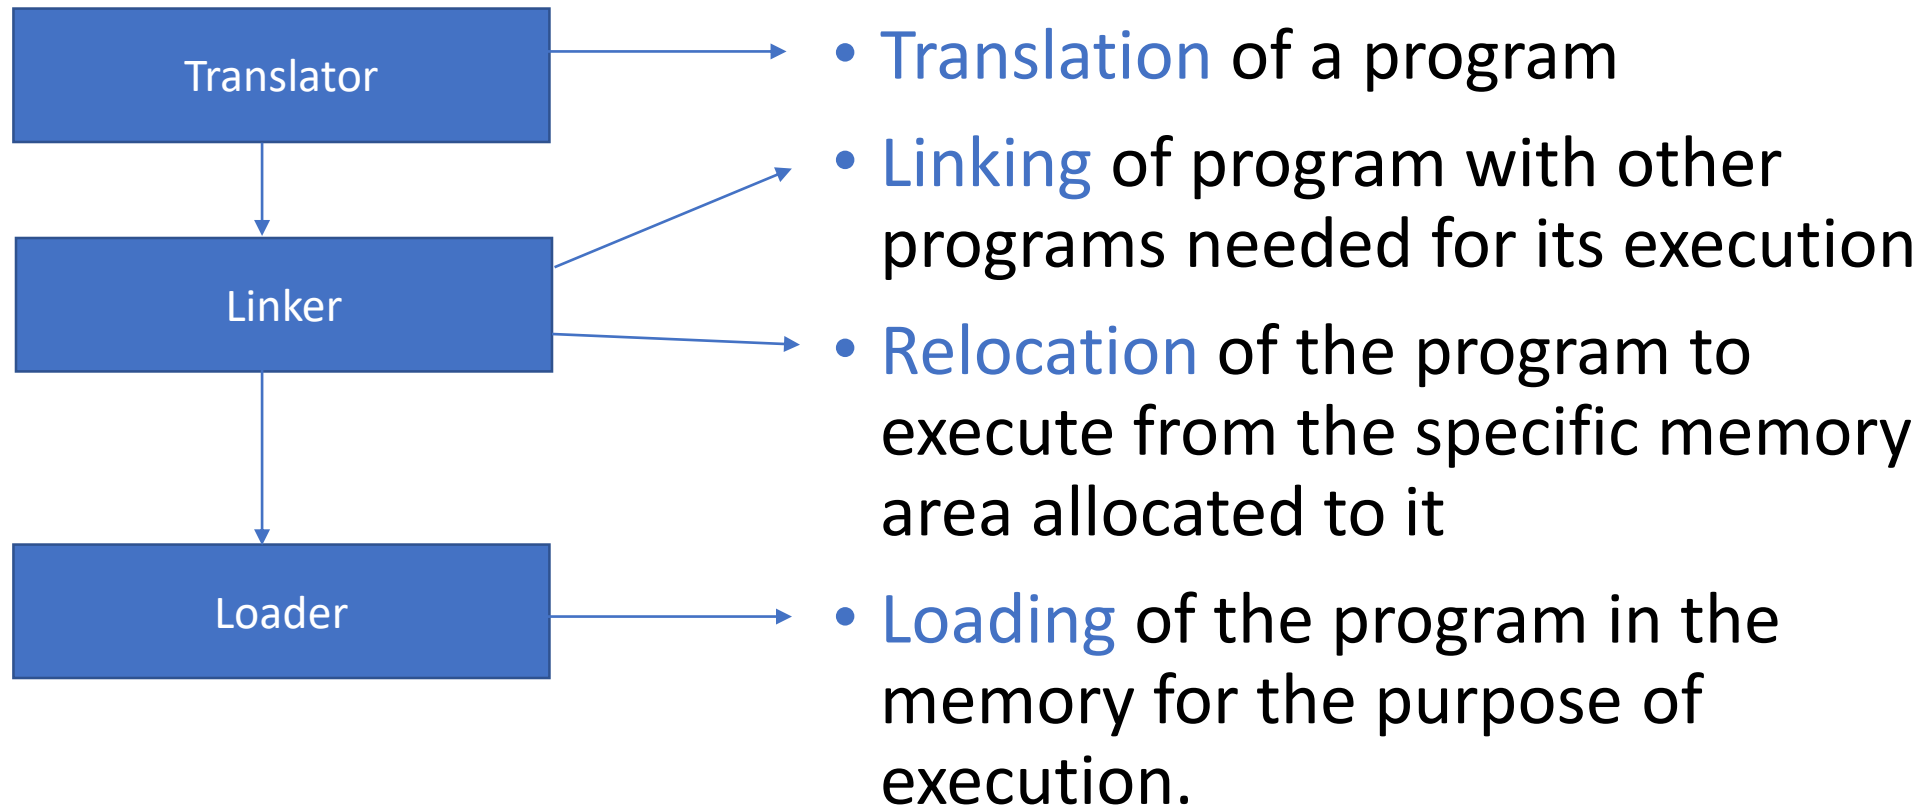 Translator
Linker
Loader
• Translation of a program
• Linking of program with other
programs needed for its execution
• Relocation of the program to
execute from the specific memory
area allocated to it
• Loading of the program in the
memory for the purpose of
execution.